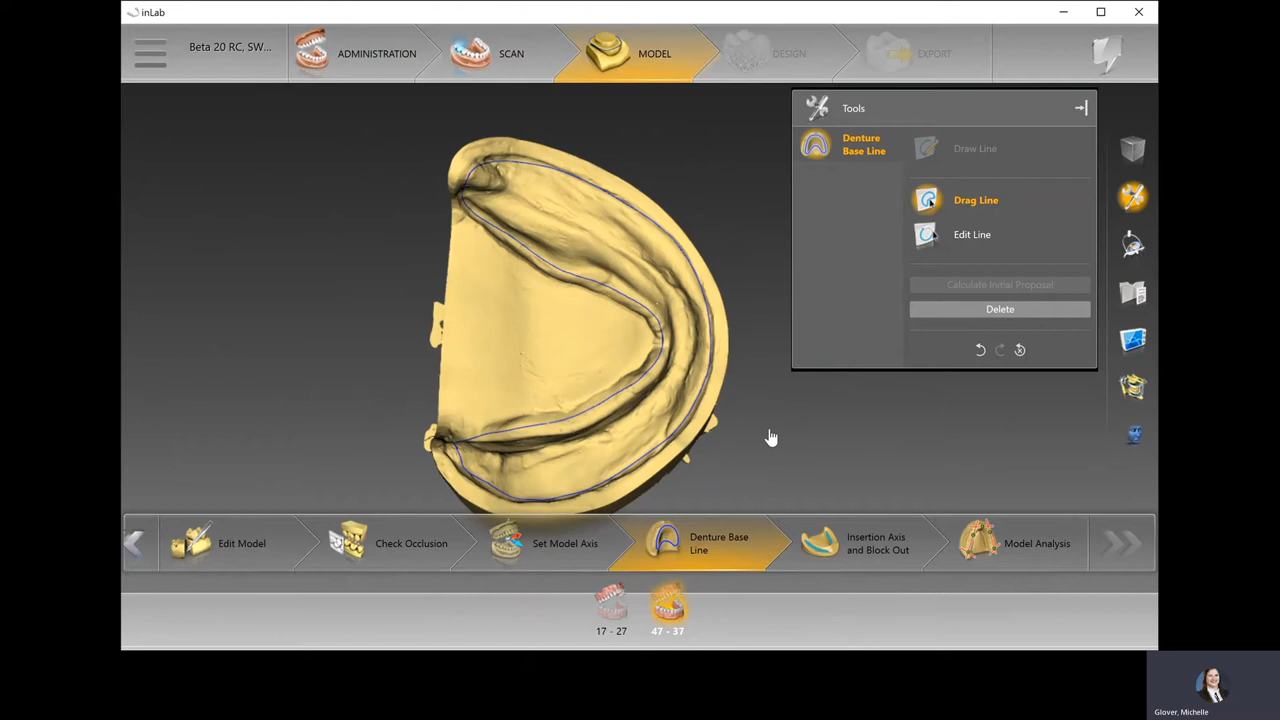 inLab
Beta 20 RC, SW...
ADMINISTRATION
SCAN
MODEL
DESIGN
EXPORT
Tools
Denture
Base Line
Draw Line
Drag Line
Edit Line
Calculate Initial Proposal
Delete
Edit Model
Check Occlusion
Set Model Axis
Denture Base
Line
Insertion Axis
and Block Out
Model Analysis
17 - 27
47 - 37
Glover, Michelle